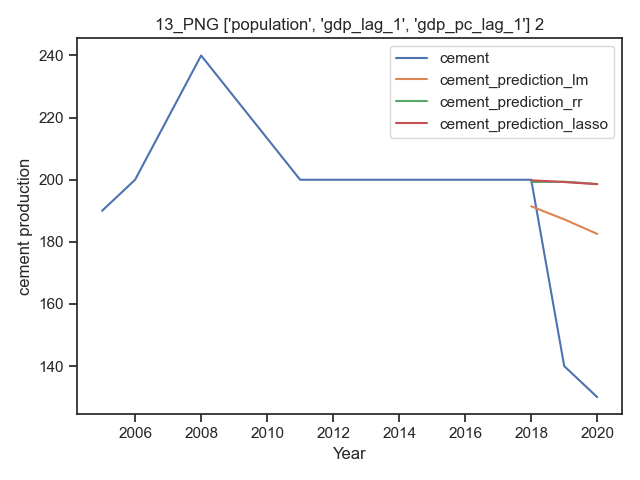 13_PNG ['population', 'gdp_lag_1', 'gdp_pc_lag_1'] 2
cement
cement_prediction_lm
cement_prediction_rr
cement_prediction_lasso
240
220
200
180
160
140
cement production
2006 2008 2010 2012 2014 2016 2018 2020
Year